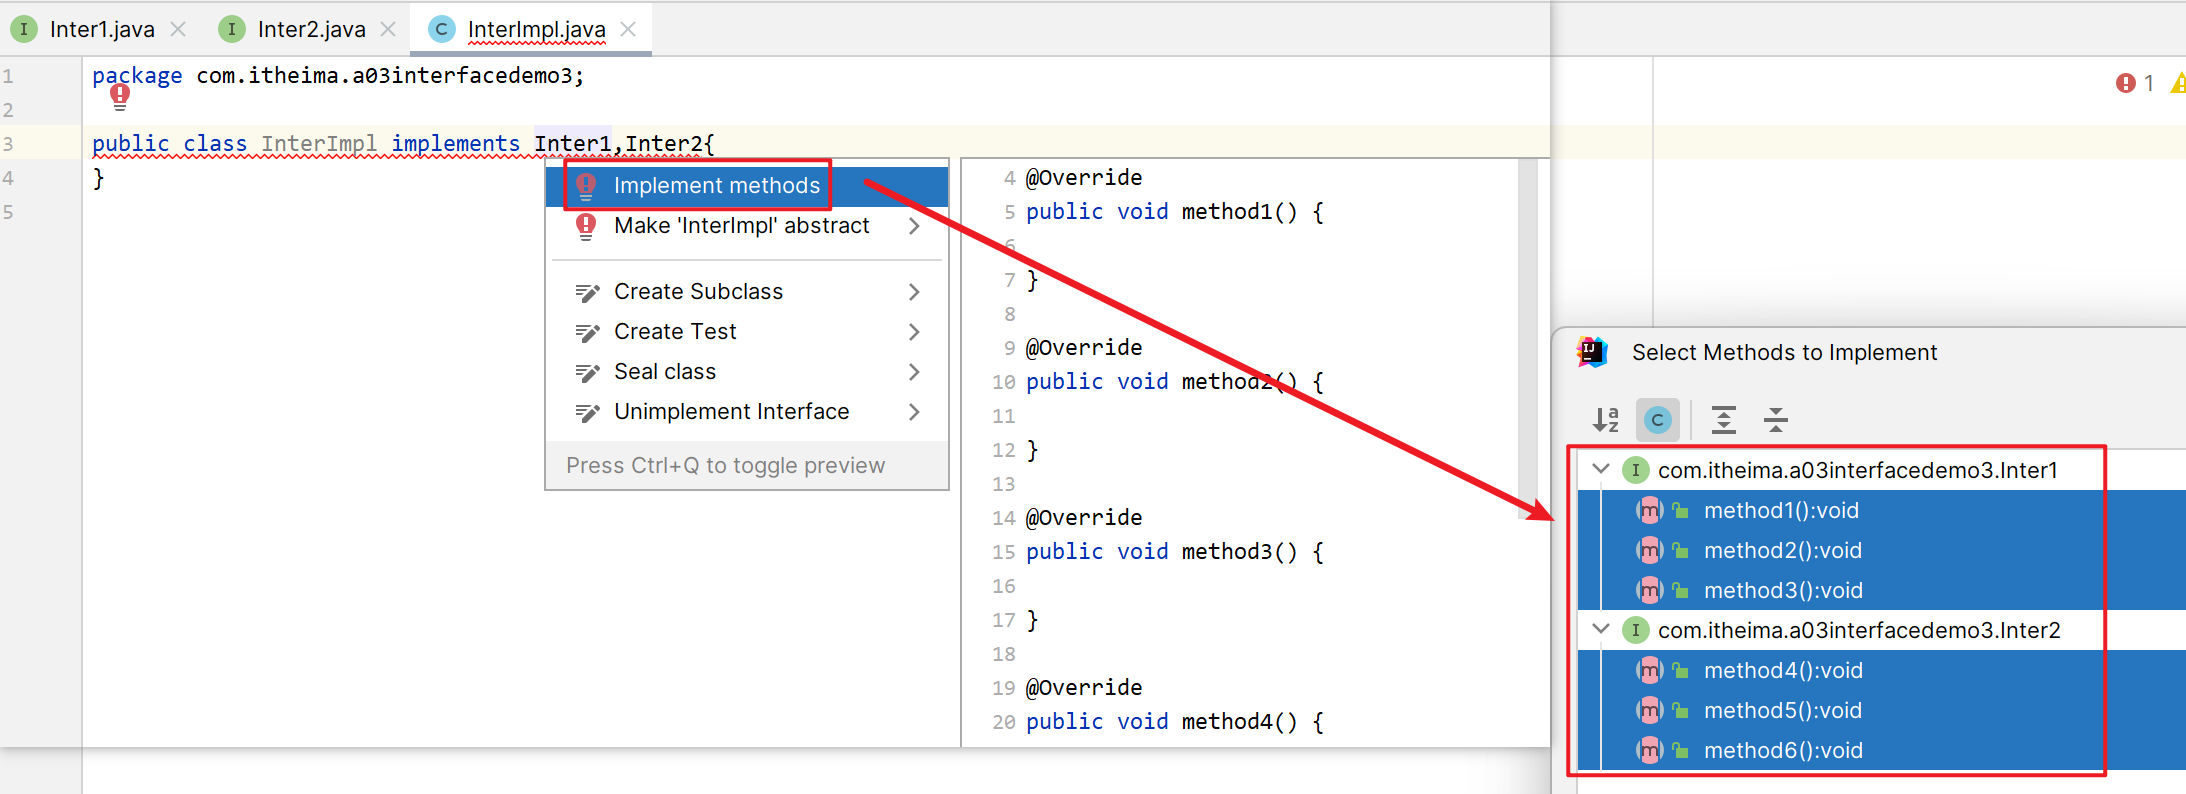 Inter1.java
Inter2.java
InterImpl.java
1 package com.itheima.a03interfacedemo3;
2
3 public class InterImpl implements Inter1,Inter2{
4 }
5
1
Implement methods
Make 'InterImpl' abstract
Create Subclass
Create Test
Seal class
Unimplement Interface
Press Ctrl+Q to toggle preview
4 @Override
5 public void method1() {
6
7 }
8
9 @Override
10 public void method2() {
11
12 }
13
14 @Override
15 public void method3() {
16
17 }
18
19 @Override
20 public void method4() {
Select Methods to Implement
com.itheima.a03interfacedemo3.Inter1
method1():void
method2():void
method3():void
com.itheima.a03interfacedemo3.Inter2
method4():void
method5():void
method6():void